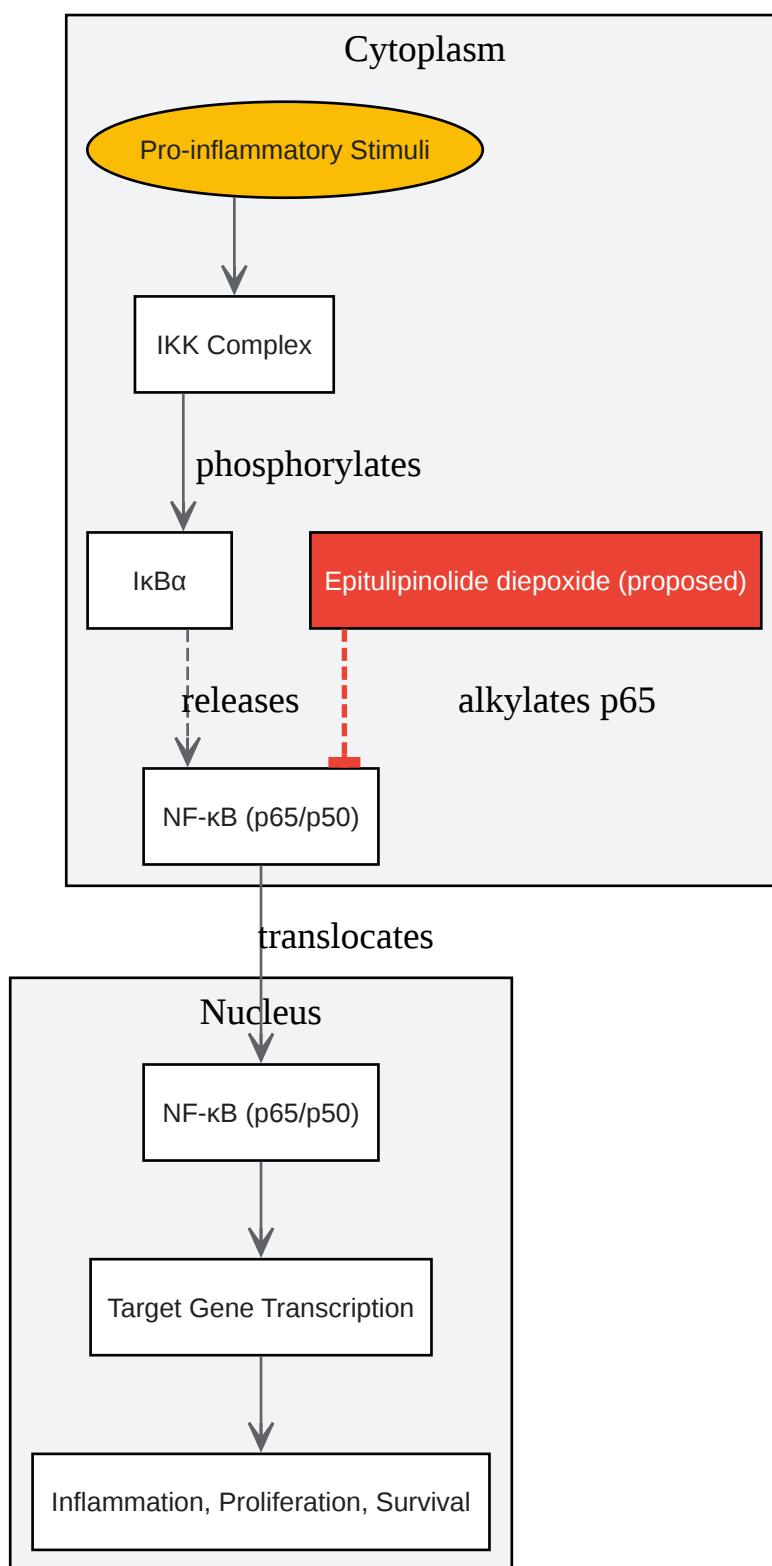 Cytoplasm
Pro-inflammatory Stimuli
IKK Complex
phosphorylates
IκBα
Epitulipinolide diepoxide (proposed)
releases
alkylates p65
NF-κB (p65/p50)
translocates
Nucleus
NF-κB (p65/p50)
Target Gene Transcription
Inflammation, Proliferation, Survival